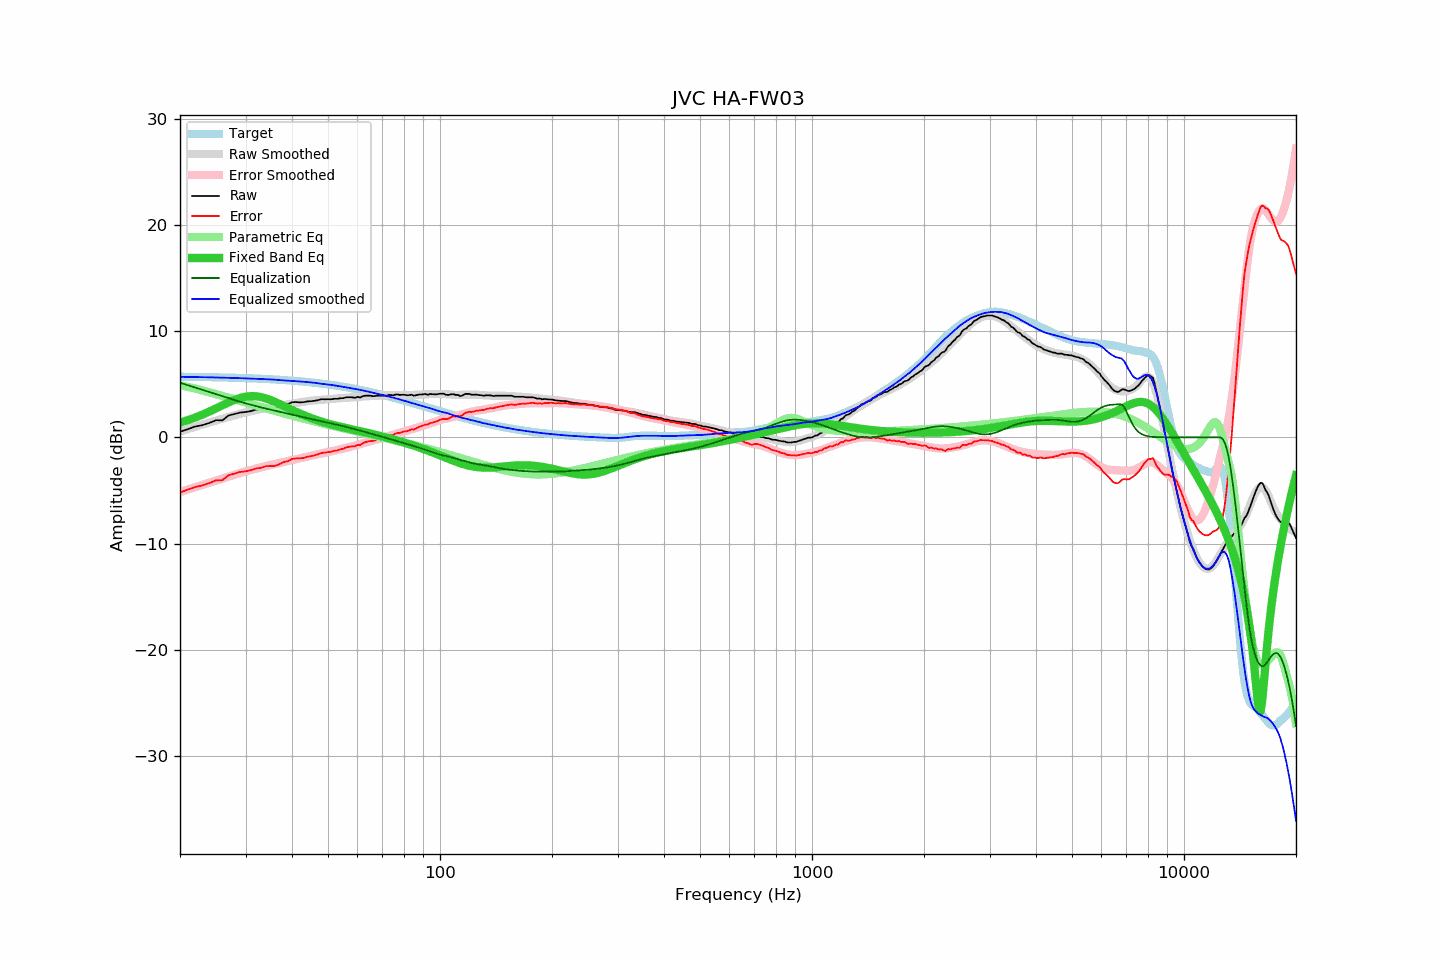 JVC HA-FW03
30
20
10
0
−10
−20
−30
Amplitude (dBr)
Target
Raw Smoothed
Error Smoothed
Raw
Error
Parametric Eq
Fixed Band Eq
Equalization
Equalized smoothed
100
1000
10000
Frequency (Hz)